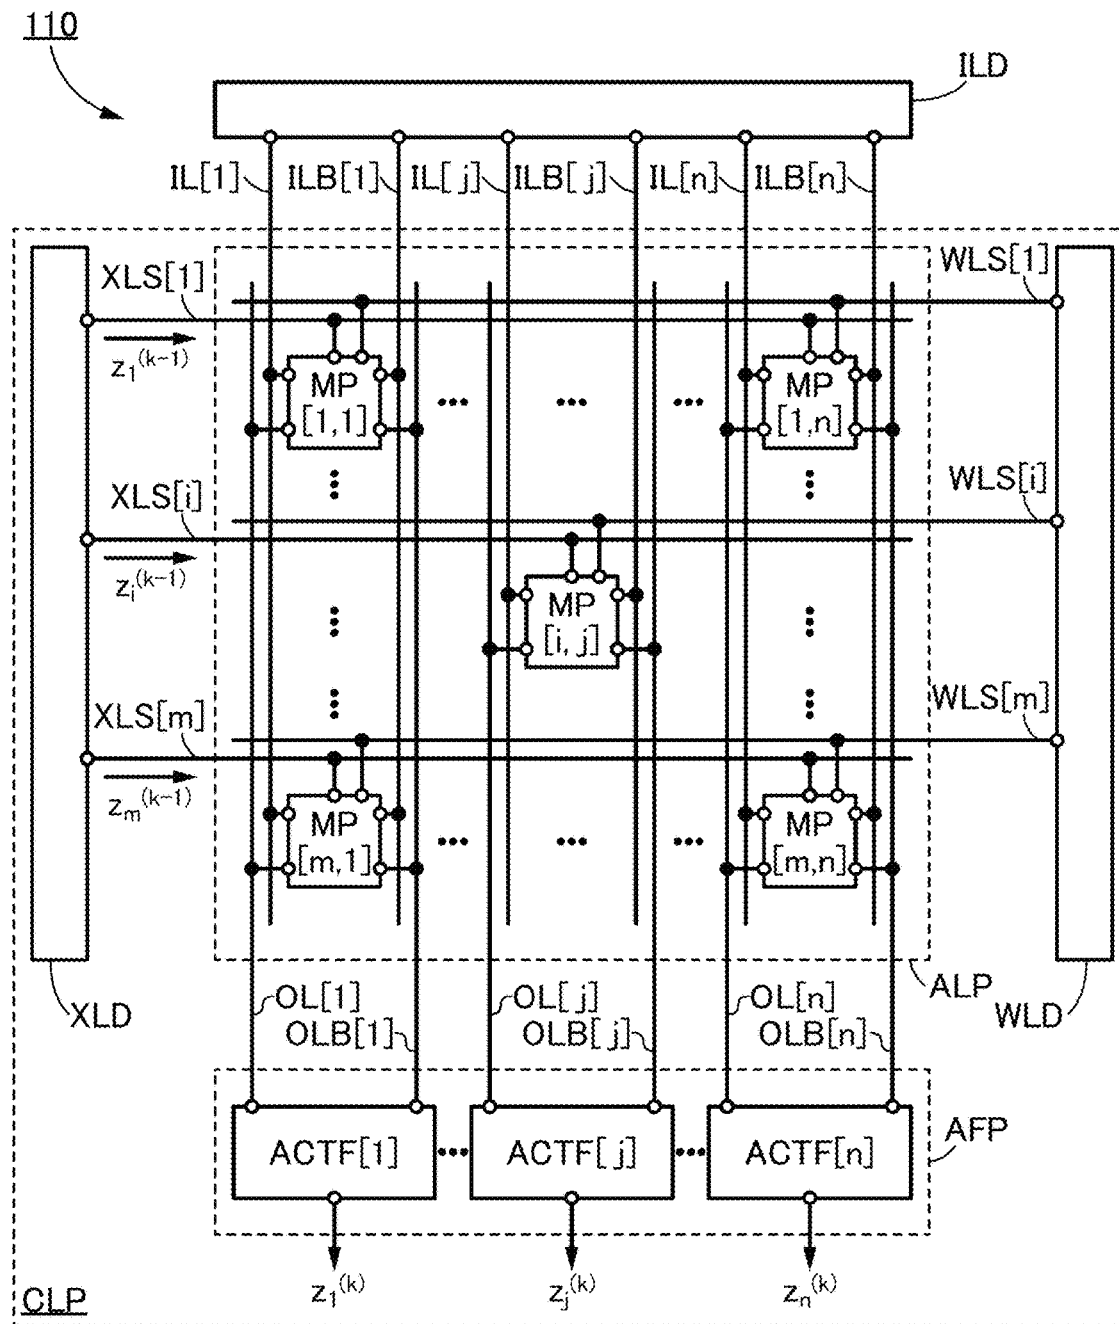 110
ILD
IL[1] ILB[1] IL[j] ILB[j] IL[n] ILB[n]
XLS[1] WLS[1]
z1(k-1)
MP [1,1] ••• ••• ••• MP [1,n]
XLS[i] WLS[i]
zi(k-1)
MP [i,j]
XLS[m] WLS[m]
zm(k-1)
MP [m,1] ••• ••• ••• MP [m,n]
XLD ALP WLD
OL[1] OL[j] OL[n]
OLB[1] OLB[j] OLB[n]
AFP
ACTF[1] ••• ACTF[j] ••• ACTF[n]
z1(k) zj(k) zn(k)
CLP